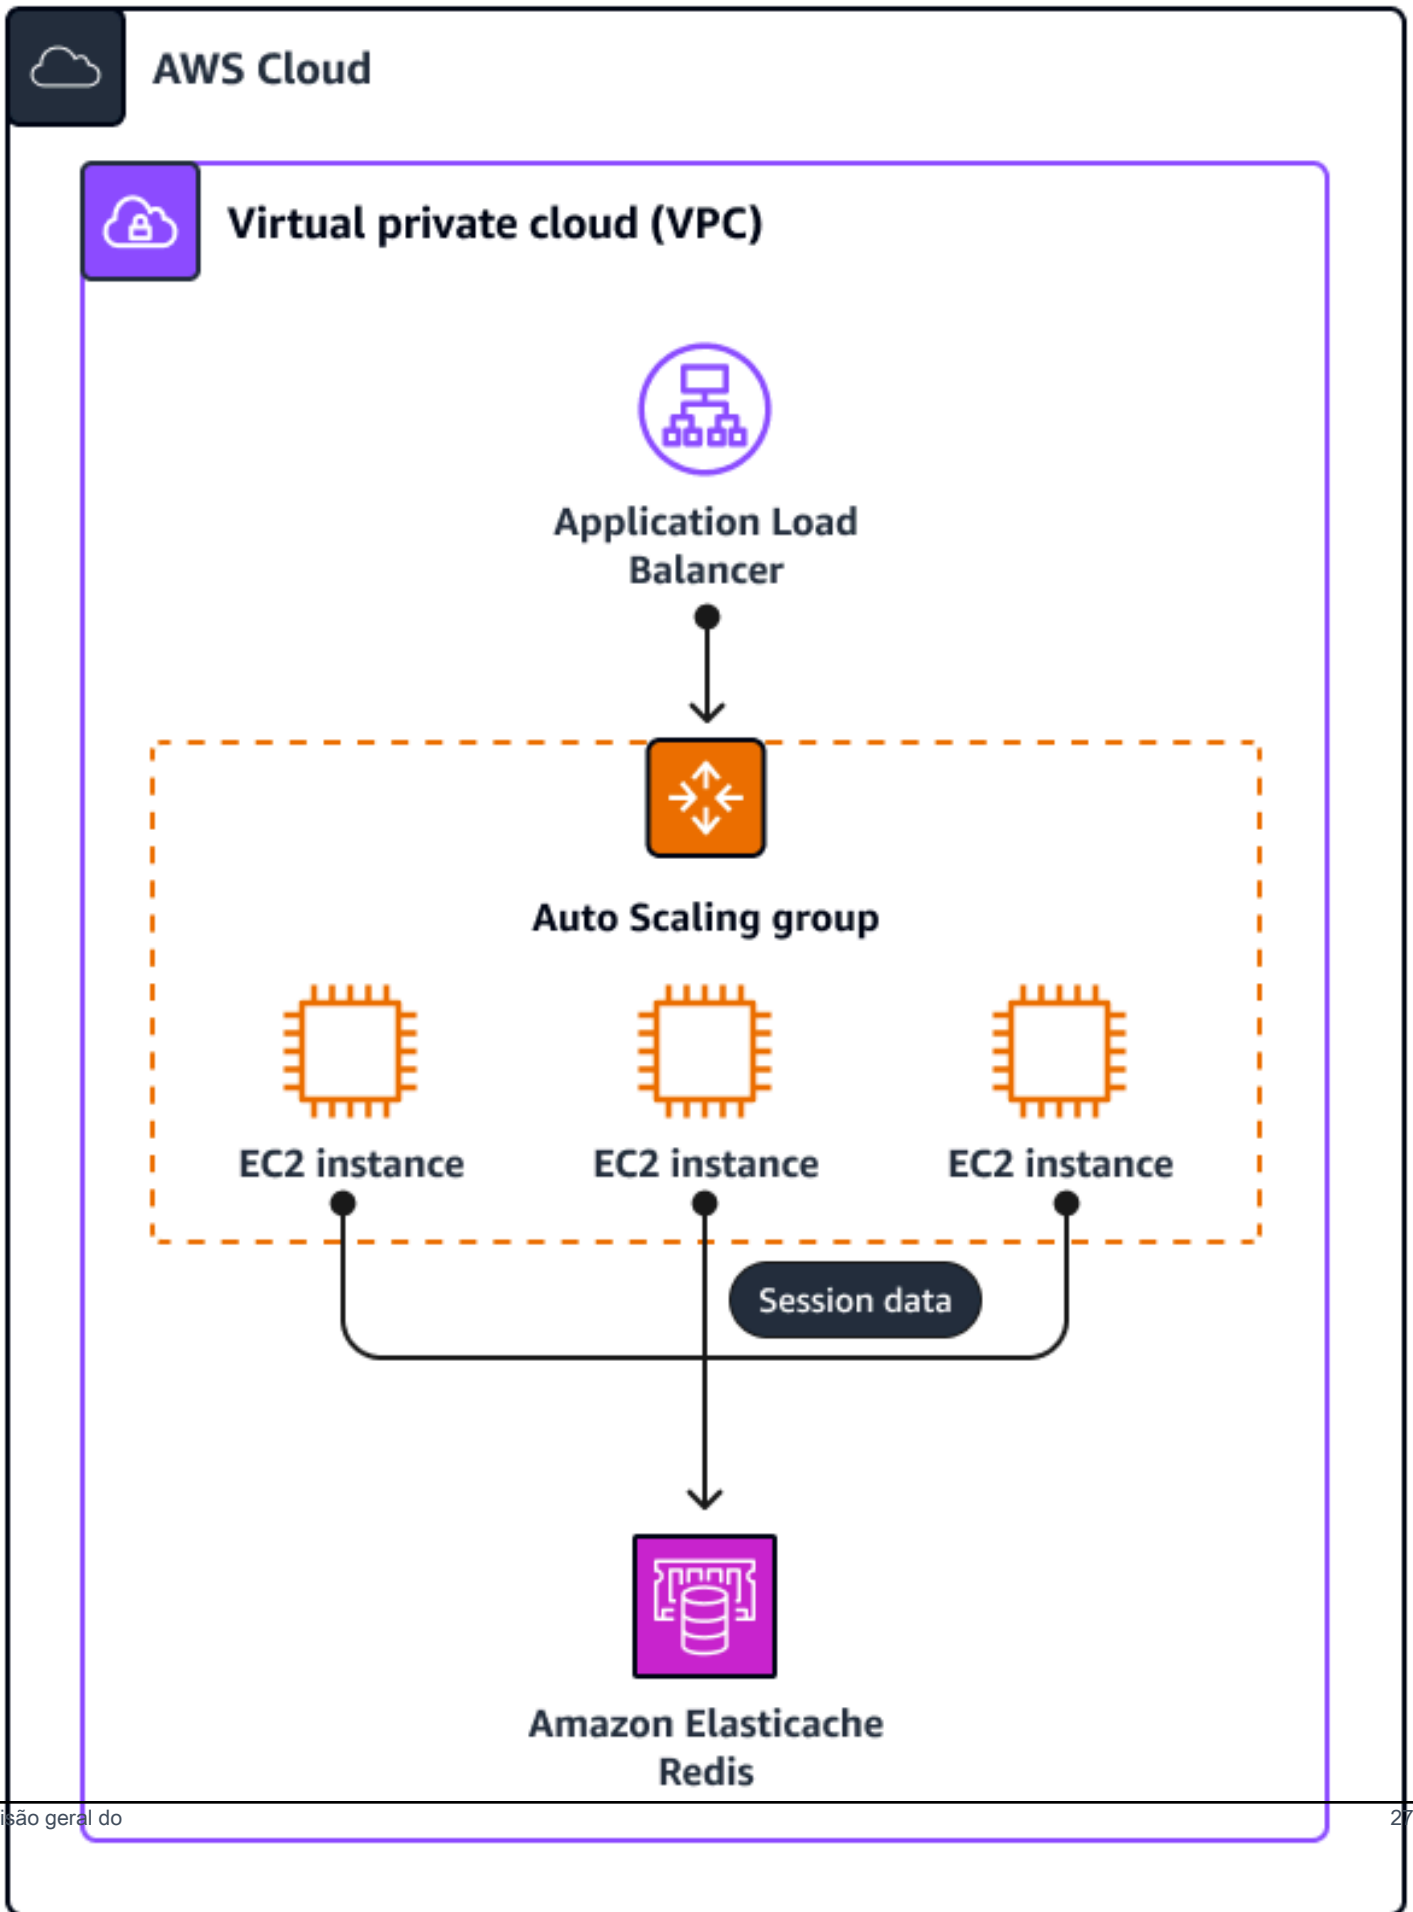 AWS Cloud
Virtual private cloud (VPC)
Application Load
Balancer
Auto Scaling group
EC2 instance
EC2 instance
EC2 instance
Session data
Amazon Elasticache
Redis
isão geral do
27